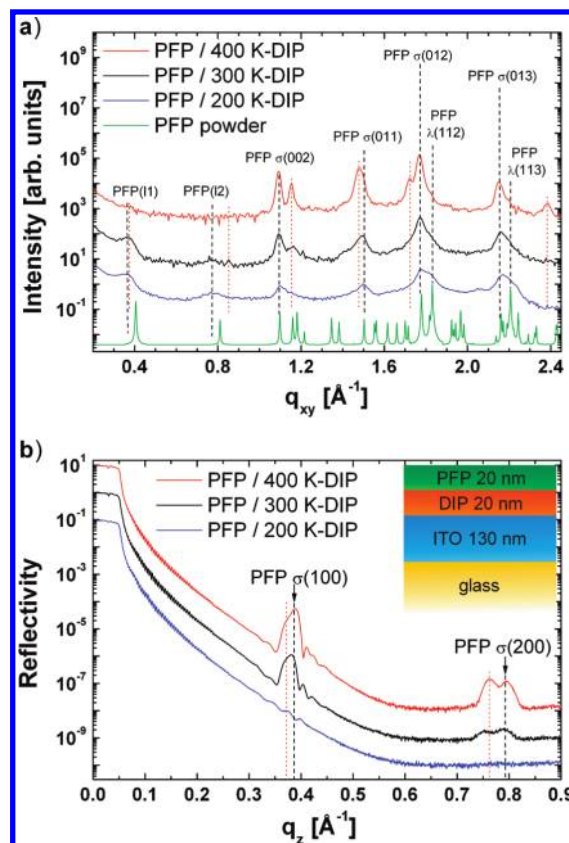 a)
PFP / 400 K-DIP
PFP / 300 K-DIP
PFP / 200 K-DIP
PFP powder
PFP σ(012)
PFP σ(013)
PFP
λ(112)
PFP
λ(113)
PFP σ(002)
PFP σ(011)
PFP(l1)
PFP(l2)
Intensity [arb. units]
10⁹
10⁷
10⁵
10³
10¹
10⁻¹
0.4 0.8 1.2 1.6 2.0 2.4
q_xy [Å⁻¹]
b)
PFP / 400 K-DIP
PFP / 300 K-DIP
PFP / 200 K-DIP
PFP 20 nm
DIP 20 nm
ITO 130 nm
glass
PFP σ(100)
PFP σ(200)
Reflectivity
10¹
10⁻¹
10⁻³
10⁻⁵
10⁻⁷
10⁻⁹
0.0 0.1 0.2 0.3 0.4 0.5 0.6 0.7 0.8 0.9
q_z [Å⁻¹]